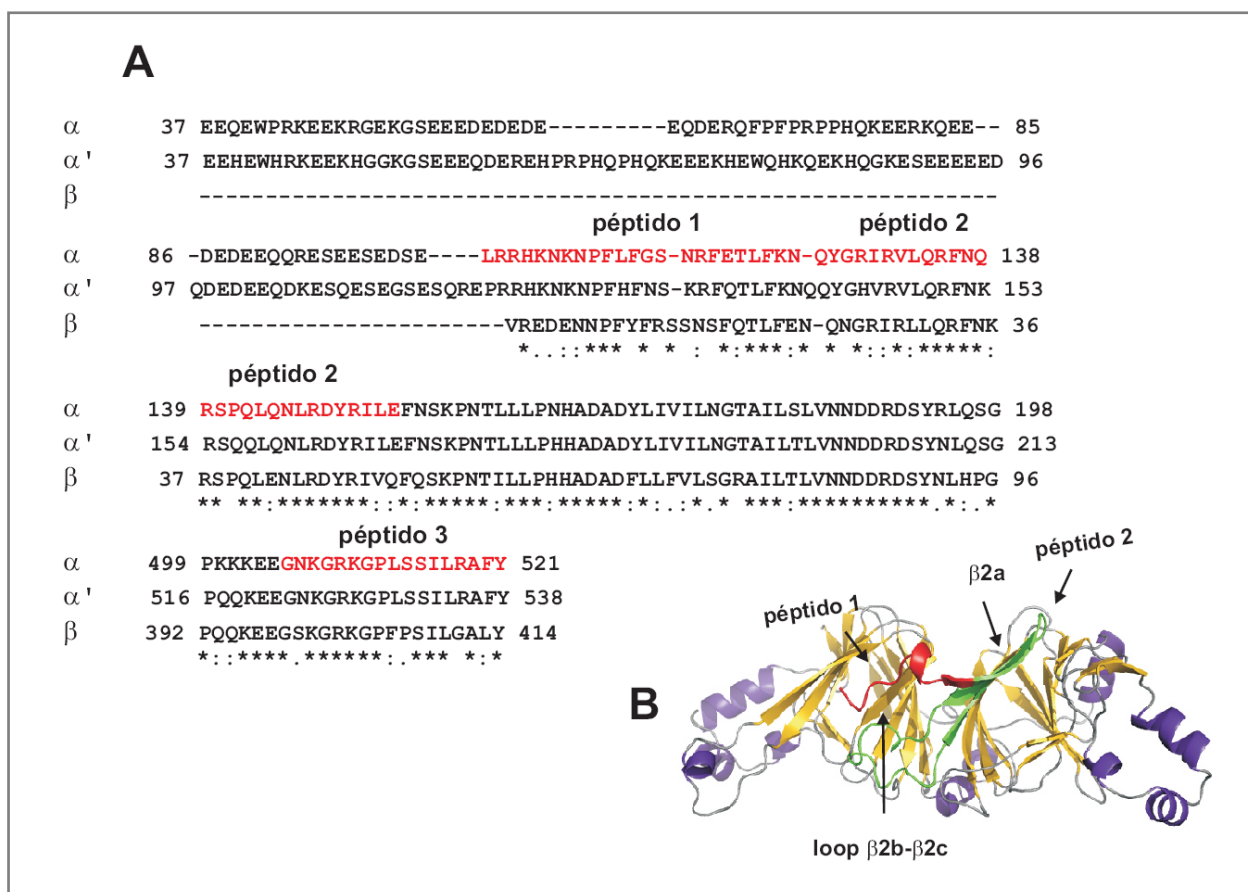 A
α 37 EEQEWPRKEEKRGEKGSEEEDEDEDE---------EQDERQFPFPRPPHQKEERKQEE-- 85
α' 37 EEHEWHRKEEKHGGKGSEEEQDEREHPRPHQPHQKEEEKHEWQHKQEKHQGKESEEEEED 96
β ------------------------------------------------------------
péptido 1 péptido 2
α 86 -DEDEEQQRESEESEDSE----LRRHKNKNPFLFGS-NRFETLFKN-QYGRIRVLQRFNQ 138
α' 97 QDEDEEQDKESQESEGSESQREPRRHKNKNPFHFNS-KRFQTLFKNQQYGHVRVLQRFNK 153
β ------------------------VREDENNPFYFRSSNSFQTLFEN-QNGRIRLLQRFNK 36
*..::*** * * : *:***: * *::*:*****:
péptido 2
α 139 RSPQLQNLRDYRILEFNSKPNTLLLPNHADADYLIVILNGTAILSLVNNDDRDSYRLQSG 198
α' 154 RSQQLQNLRDYRILEFNSKPNTLLLPHHADADYLIVILNGTAILTLVNNDDRDSYNLQSG 213
β 37 RSPQLENLRDYRIVQFQSKPNTILLPHHADADFLLFVLSGRAILTLVNNDDRDSYNLHPG 96
** **:*******::*:*****:***:*****:*:.:*.* ***:**********.*:.*
péptido 3
α 499 PKKKEEGNKGRKGPLSSILRAFY 521
α' 516 PQQKEEGNKGRKGPLSSILRAFY 538
β 392 PQQKEEGSKGRKGPFPSILGALY 414
*::****.******:.*** *:*
péptido 2
β2a
péptido 1
B
loop β2b-β2c